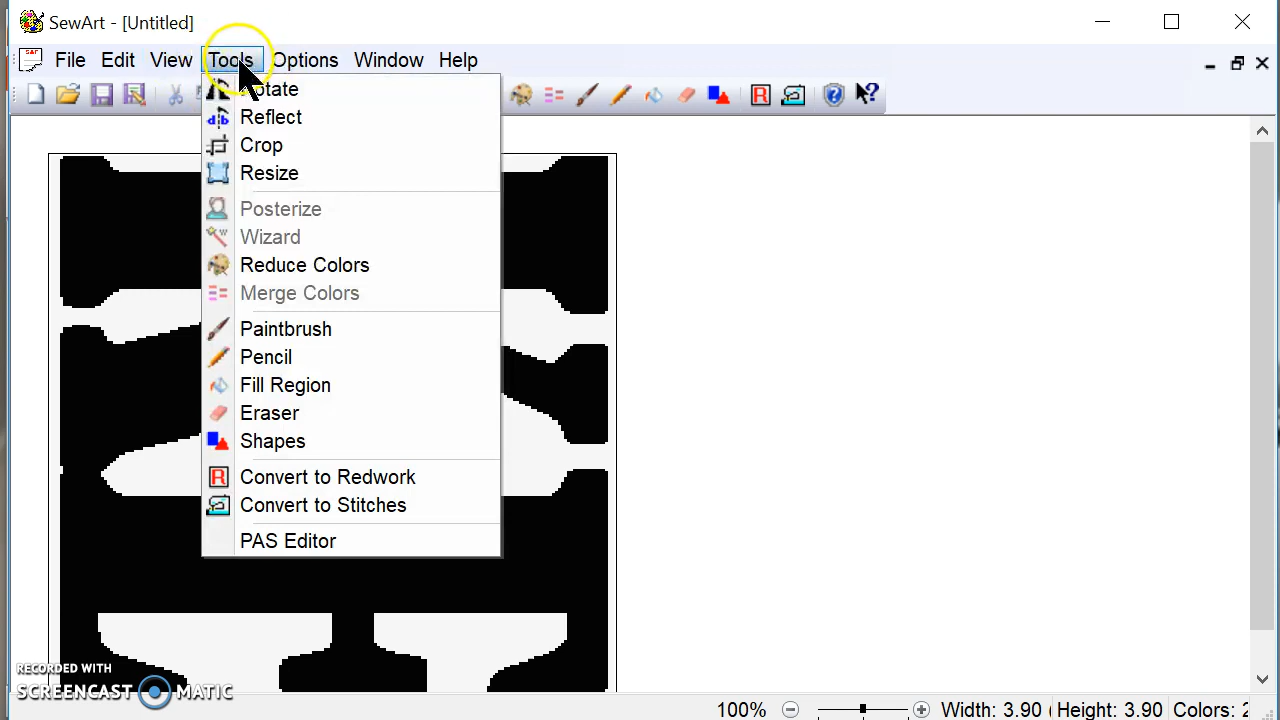 SewArt - [Untitled]
File Edit View Tools Options Window Help
Rotate
Reflect
Crop
Resize
Posterize
Wizard
Reduce Colors
Merge Colors
Paintbrush
Pencil
Fill Region
Eraser
Shapes
Convert to Redwork
Convert to Stitches
PAS Editor
RECORDED WITH
SCREENCAST MATIC
100% Width: 3.90 ( Height: 3.90 Colors: 2